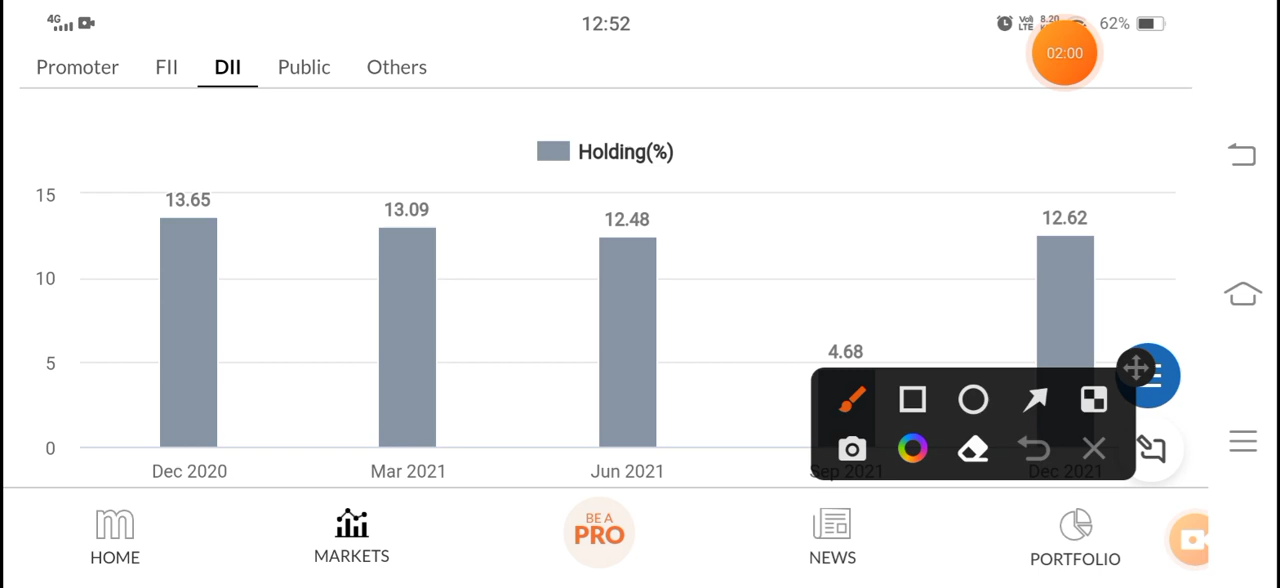 4G 12:52 62%
02:00
Promoter FII DII Public Others
Holding(%)
15
13.65 13.09 12.48 12.62
10
5
4.68
0
Dec 2020 Mar 2021 Jun 2021 Sep 2021 Dec 2021
BE A
PRO
HOME MARKETS NEWS PORTFOLIO